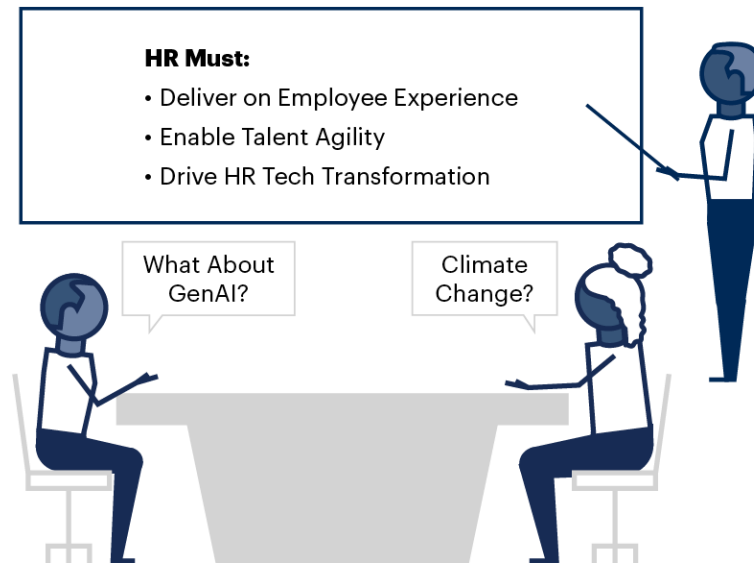 HR Must:
• Deliver on Employee Experience
• Enable Talent Agility
• Drive HR Tech Transformation
What About
GenAI?
Climate
Change?